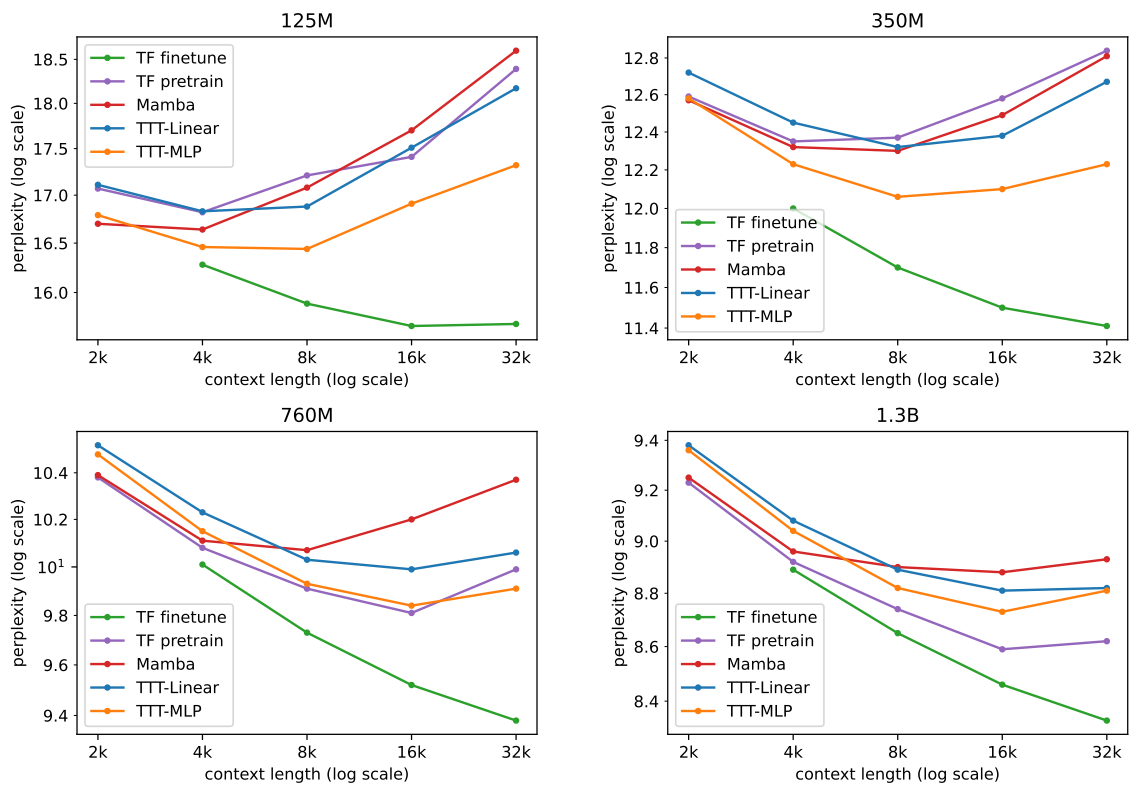 125M
perplexity (log scale)
18.5
18.0
17.5
17.0
16.5
16.0
TF finetune
TF pretrain
Mamba
TTT-Linear
TTT-MLP
2k 4k 8k 16k 32k
context length (log scale)
350M
perplexity (log scale)
12.8
12.6
12.4
12.2
12.0
11.8
11.6
11.4
TF finetune
TF pretrain
Mamba
TTT-Linear
TTT-MLP
2k 4k 8k 16k 32k
context length (log scale)
760M
perplexity (log scale)
10.4
10.2
10¹
9.8
9.6
9.4
TF finetune
TF pretrain
Mamba
TTT-Linear
TTT-MLP
2k 4k 8k 16k 32k
context length (log scale)
1.3B
perplexity (log scale)
9.4
9.2
9.0
8.8
8.6
8.4
TF finetune
TF pretrain
Mamba
TTT-Linear
TTT-MLP
2k 4k 8k 16k 32k
context length (log scale)